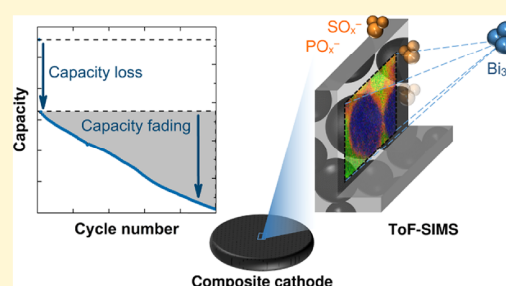 Capacity loss
Capacity fading
Capacity
Cycle number
Composite cathode
SOₓ⁻
POₓ⁻
Bi₃
ToF-SIMS